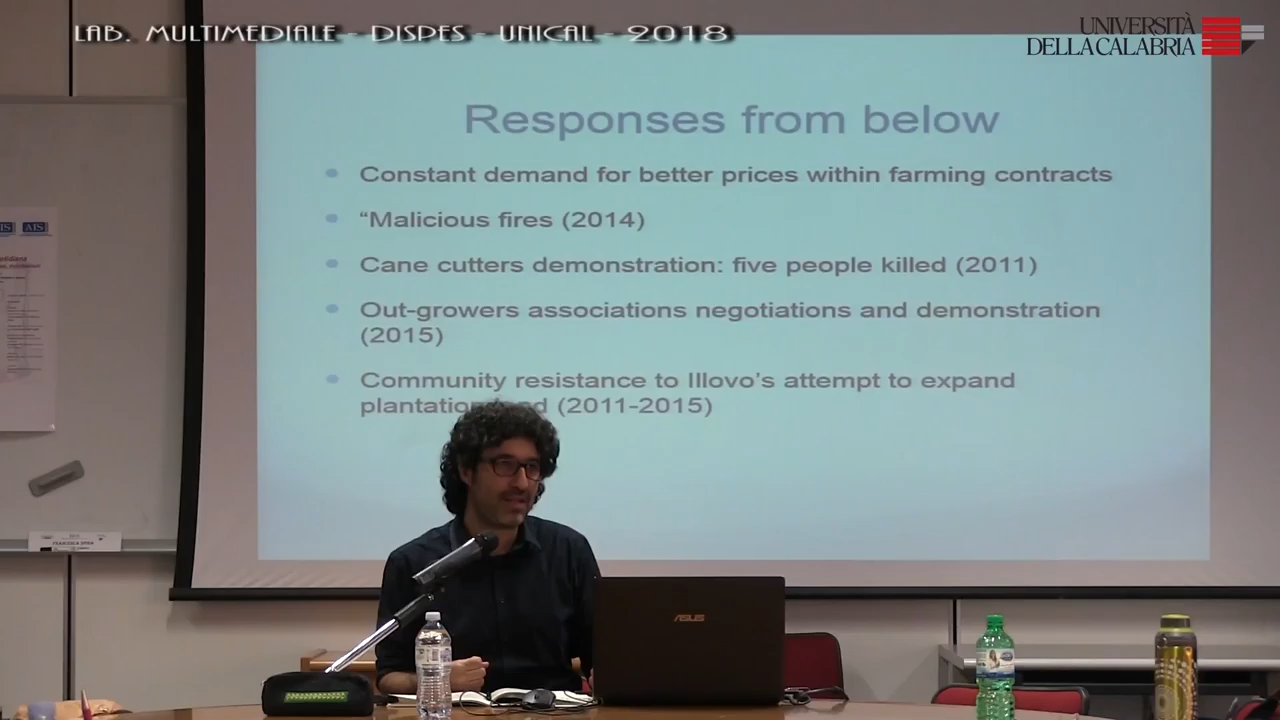 LAB. MULTIMEDIALE - DISPES - UNICAL - 2018
UNIVERSITÀ
DELLA CALABRIA
Responses from below
Constant demand for better prices within farming contracts
“Malicious fires (2014)
Cane cutters demonstration: five people killed (2011)
Out-growers associations negotiations and demonstration
(2015)
Community resistance to Illovo's attempt to expand
(2011-2015)
AIS
ASUS